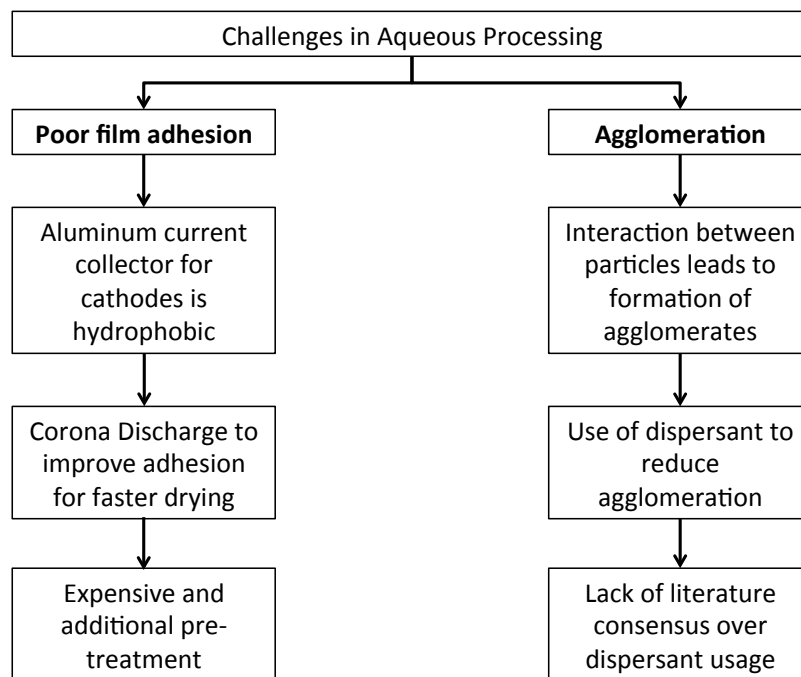 Challenges in Aqueous Processing
Poor film adhesion
Agglomeration
Aluminum current
collector for
cathodes is
hydrophobic
Interaction between
particles leads to
formation of
agglomerates
Corona Discharge to
improve adhesion
for faster drying
Use of dispersant to
reduce
agglomeration
Expensive and
additional pre-
treatment
Lack of literature
consensus over
dispersant usage